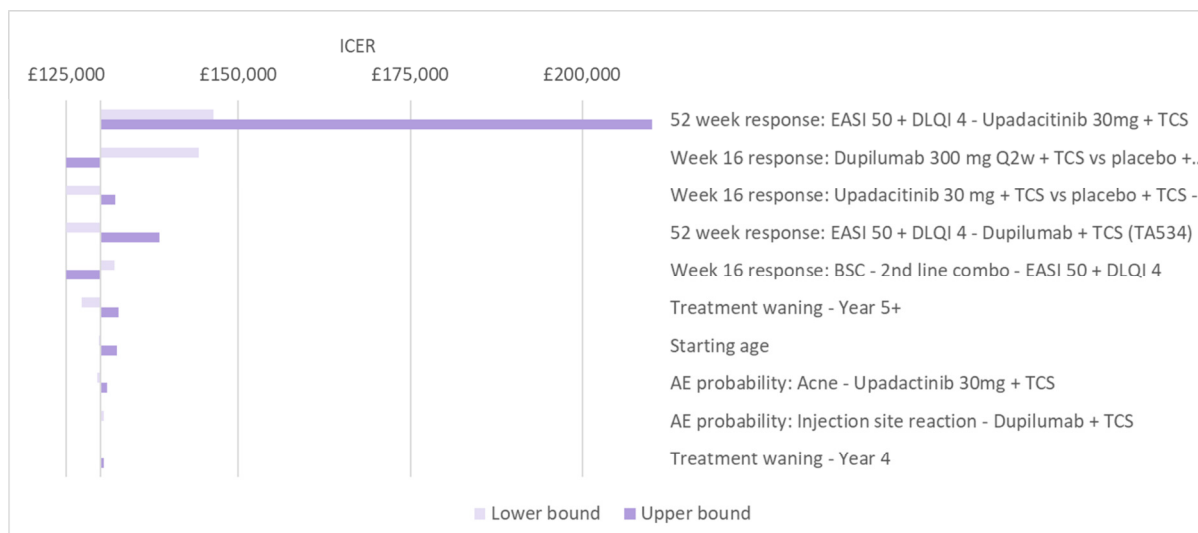 ICER
£125,000 £150,000 £175,000 £200,000
52 week response: EASI 50 + DLQI 4 - Upadacitinib 30mg + TCS
Week 16 response: Dupilumab 300 mg Q2w + TCS vs placebo +..
Week 16 response: Upadacitinib 30 mg + TCS vs placebo + TCS -
52 week response: EASI 50 + DLQI 4 - Dupilumab + TCS (TA534)
Week 16 response: BSC - 2nd line combo - EASI 50 + DLQI 4
Treatment waning - Year 5+
Starting age
AE probability: Acne - Upadactinib 30mg + TCS
AE probability: Injection site reaction - Dupilumab + TCS
Treatment waning - Year 4
Lower bound Upper bound